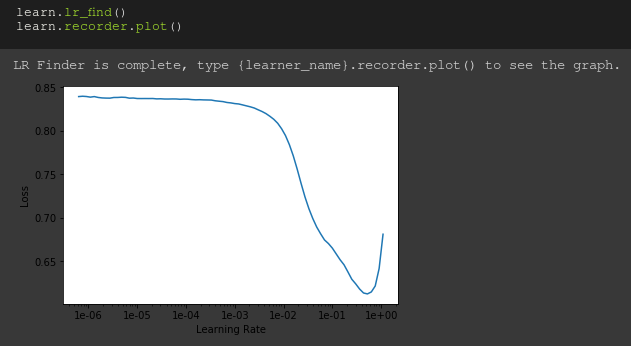 learn.lr_find()
learn.recorder.plot()
LR Finder is complete, type {learner_name}.recorder.plot() to see the graph.
0.85
0.80
0.75
0.70
0.65
Loss
1e-06 1e-05 1e-04 1e-03 1e-02 1e-01 1e+00
Learning Rate